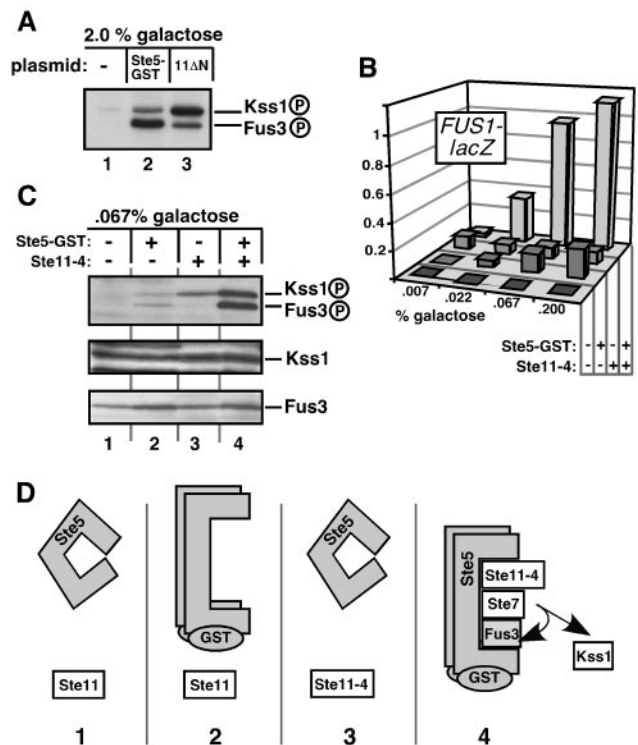 A
2.0 % galactose
plasmid: - Ste5-GST 11ΔN
Kss1Ⓟ
Fus3Ⓟ
1 2 3
B
FUS1-lacZ
1
0.8
0.6
0.4
0.2
.007 .022 .067 .200
% galactose
Ste5-GST: - + - +
Ste11-4: - - + +
C
.067% galactose
Ste5-GST: - + - +
Ste11-4: - - + +
Kss1Ⓟ
Fus3Ⓟ
Kss1
Fus3
1 2 3 4
D
Ste5
Ste11
1
GST
Ste11
2
Ste5
Ste11-4
3
Ste5
Ste11-4
Ste7
Fus3
Kss1
GST
4